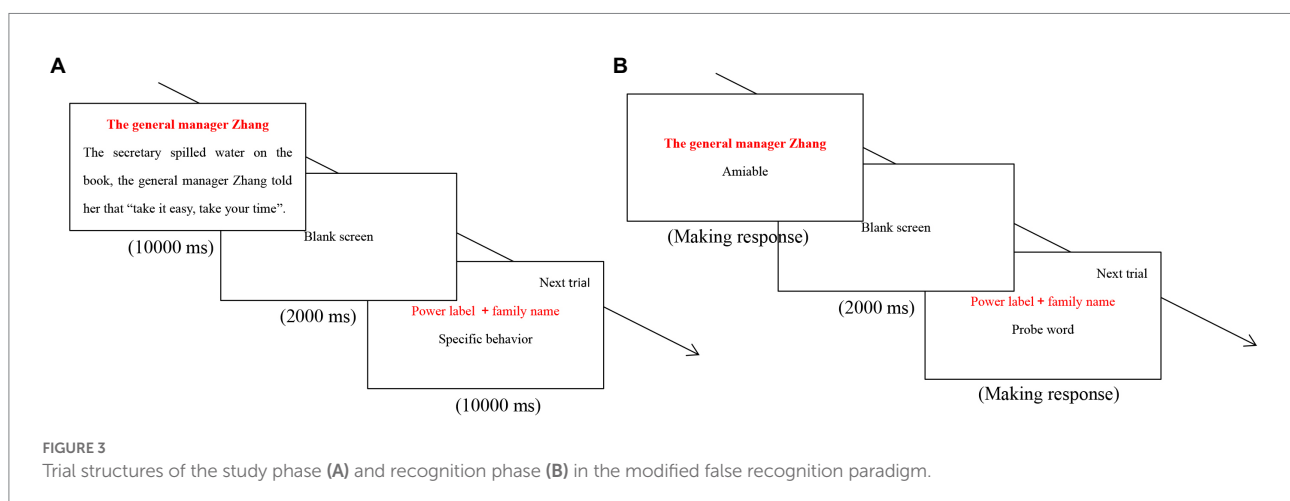 A
The general manager Zhang
The secretary spilled water on the
book, the general manager Zhang told
her that “take it easy, take your time”.
(10000 ms)
Blank screen
(2000 ms)
Next trial
Power label + family name
Specific behavior
(10000 ms)
B
The general manager Zhang
Amiable
(Making response)
Blank screen
(2000 ms)
Next trial
Power label + family name
Probe word
(Making response)
FIGURE 3
Trial structures of the study phase (A) and recognition phase (B) in the modified false recognition paradigm.